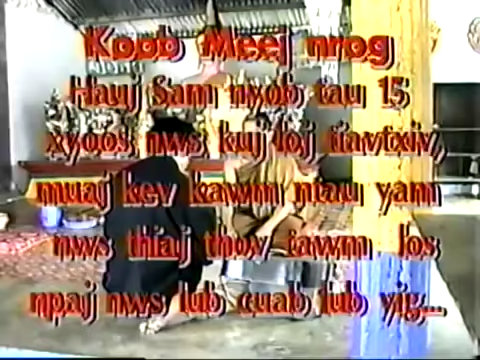 Koob Meej nrog
Hauj Sam nyob tau 15
xyoos nws kuj loj tiavtxiv,
muaj kev kawm ntau yam
nws thiaj thov tawm los
npaj nws lub cuab lub yig...